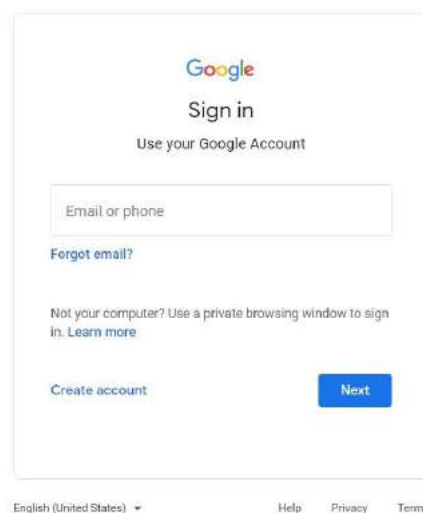 Google
Sign in
Use your Google Account
Email or phone
Forgot email?
Not your computer? Use a private browsing window to sign
in. Learn more
Create account Next
English (United States) Help Privacy Term